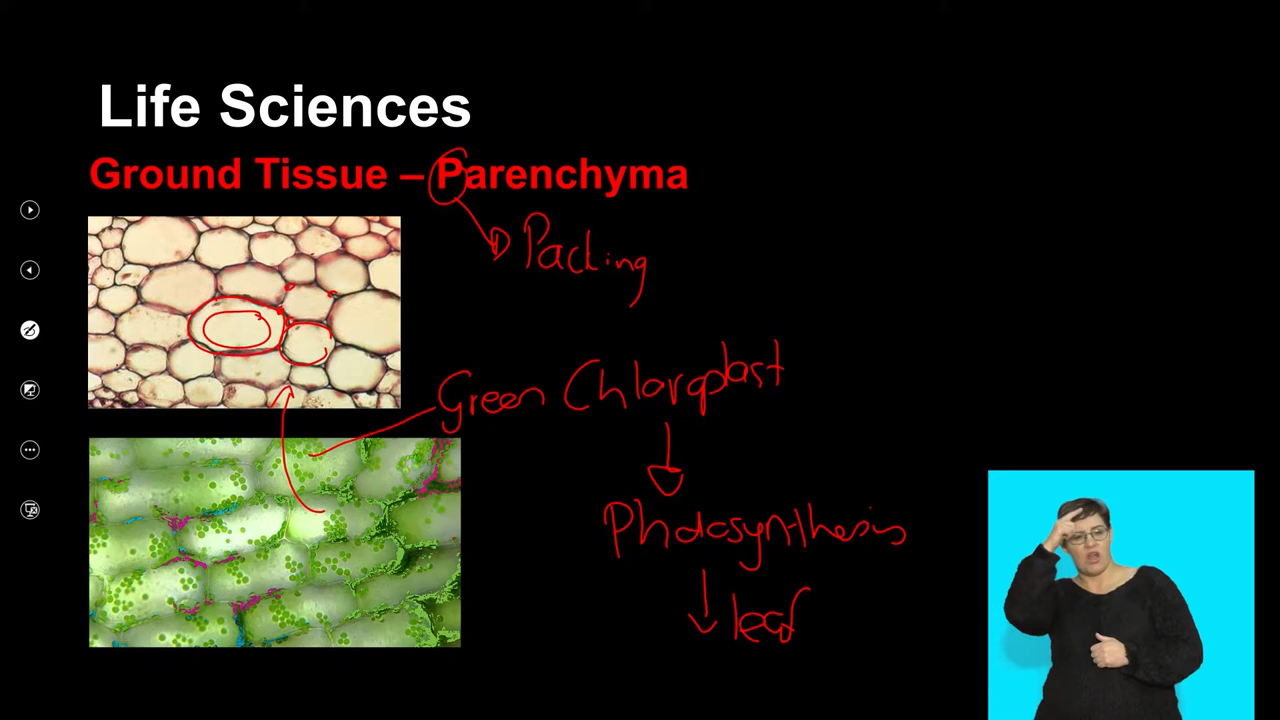 Life Sciences
Ground Tissue – Parenchyma
Packing
Green Chloroplast
Photosynthesis
leaf